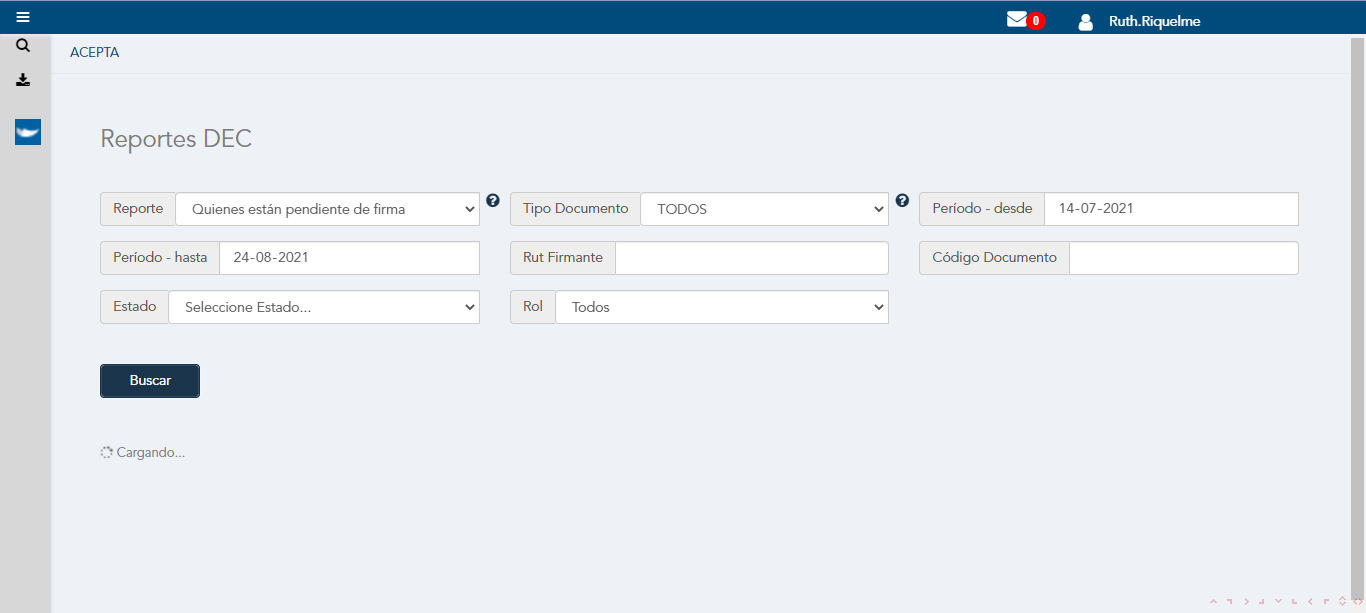 0 Ruth.Riquelme
ACEPTA
Reportes DEC
Reporte Quienes están pendiente de firma ? Tipo Documento TODOS ? Período - desde 14-07-2021
Período - hasta 24-08-2021 Rut Firmante Código Documento
Estado Seleccione Estado... Rol Todos
Buscar
Cargando...